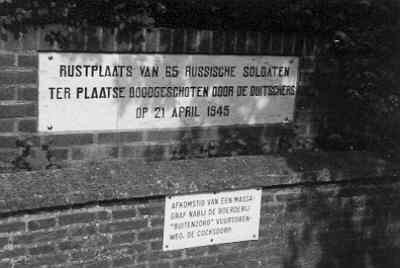 RUSTPLAATS VAN 65 RUSSISCHE SOLDATEN
TER PLAATSE DOODGESCHOTEN DOOR DE DUITSCHERS
OP 21 APRIL 1945
AFKOMSTIG VAN EEN MASSA-
GRAF NABIJ DE BOERDERIJ
"BUITENZORG" VUURTOREN-
WEG, DE COCKSDORP.